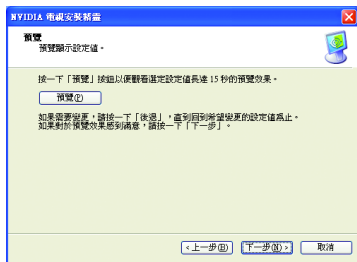 NVIDIA 電視安裝精靈
預覽
預覽顯示設定值。
按一下「預覽」按鈕以便觀看選定設定值長達 15 秒的預覽效果。
預覽(P)
如果需要變更，請按一下「後退」，直到回到希望變更的設定值為止。
如果對於預覽效果感到滿意，請按一下「下一步」。
<上一步(B) 下一步(N)> 取消